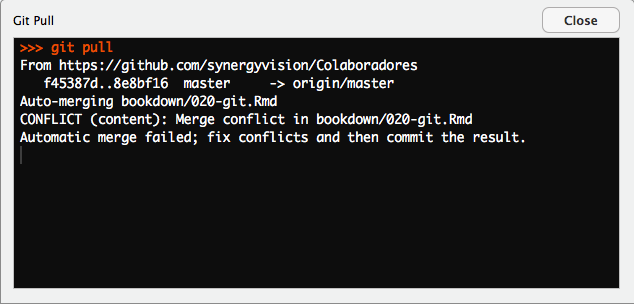 Git Pull
Close
>>> git pull
From https://github.com/synergyvision/Colaboradores
   f45387d..8e8bf16  master     -> origin/master
Auto-merging bookdown/020-git.Rmd
CONFLICT (content): Merge conflict in bookdown/020-git.Rmd
Automatic merge failed; fix conflicts and then commit the result.